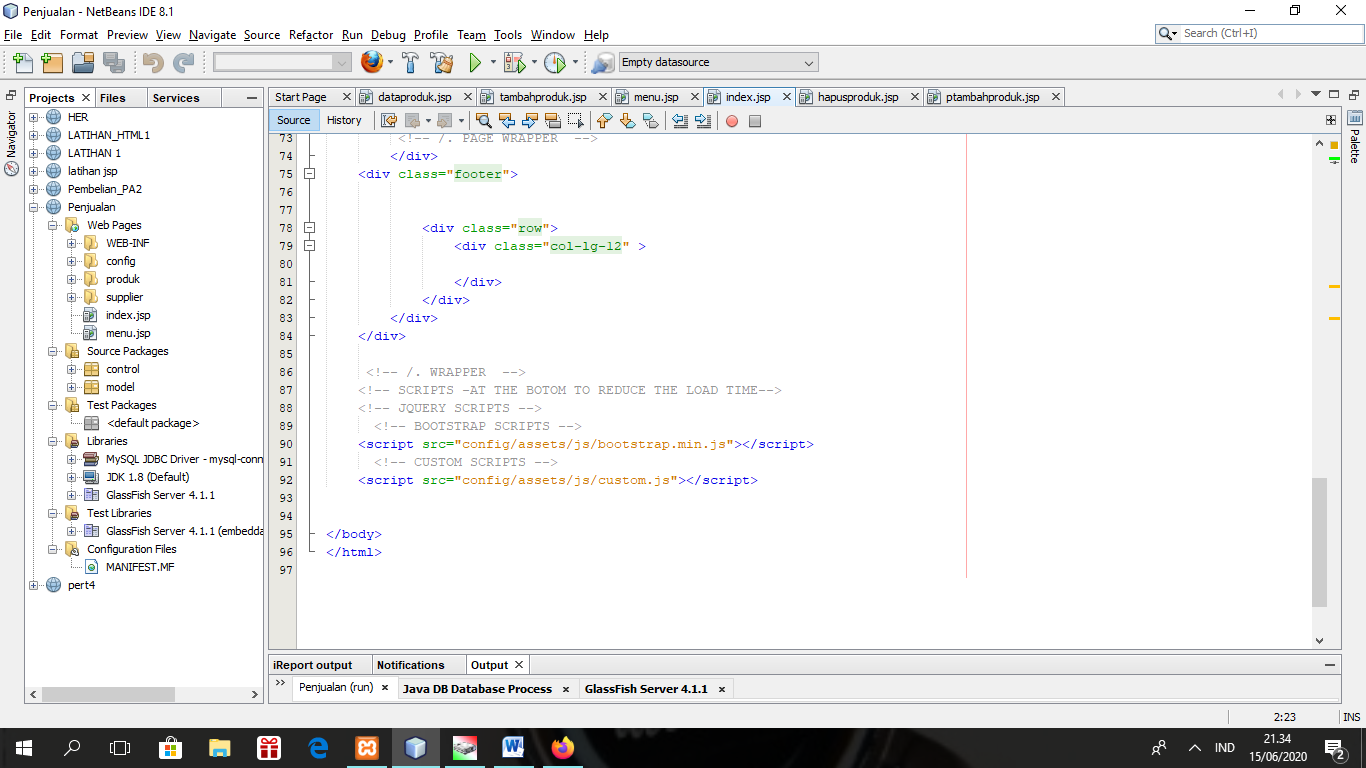 Penjualan - NetBeans IDE 8.1
File Edit Format Preview View Navigate Source Refactor Run Debug Profile Team Tools Window Help
Search (Ctrl+I)
Empty datasource
Navigator
Projects Files Services
HER
LATIHAN_HTML1
LATIHAN 1
latihan jsp
Pembelian_PA2
Penjualan
Web Pages
WEB-INF
config
produk
supplier
index.jsp
menu.jsp
Source Packages
control
model
Test Packages
<default package>
Libraries
MySQL JDBC Driver - mysql-conn
JDK 1.8 (Default)
GlassFish Server 4.1.1
Test Libraries
GlassFish Server 4.1.1 (embedda
Configuration Files
MANIFEST.MF
pert4
Start Page dataproduk.jsp tambahproduk.jsp menu.jsp index.jsp hapusproduk.jsp ptambahproduk.jsp
Source History
73 <!-- /. PAGE WRAPPER  -->
74 </div>
75 <div class="footer">
76
77
78 <div class="row">
79 <div class="col-lg-12" >
80
81 </div>
82 </div>
83 </div>
84 </div>
85
86 <!-- /. WRAPPER  -->
87 <!-- SCRIPTS -AT THE BOTOM TO REDUCE THE LOAD TIME-->
88 <!-- JQUERY SCRIPTS -->
89 <!-- BOOTSTRAP SCRIPTS -->
90 <script src="config/assets/js/bootstrap.min.js"></script>
91 <!-- CUSTOM SCRIPTS -->
92 <script src="config/assets/js/custom.js"></script>
93
94
95 </body>
96 </html>
97
Palette
iReport output Notifications Output
Penjualan (run) Java DB Database Process GlassFish Server 4.1.1
2:23 INS
IND
21.34
15/06/2020
2